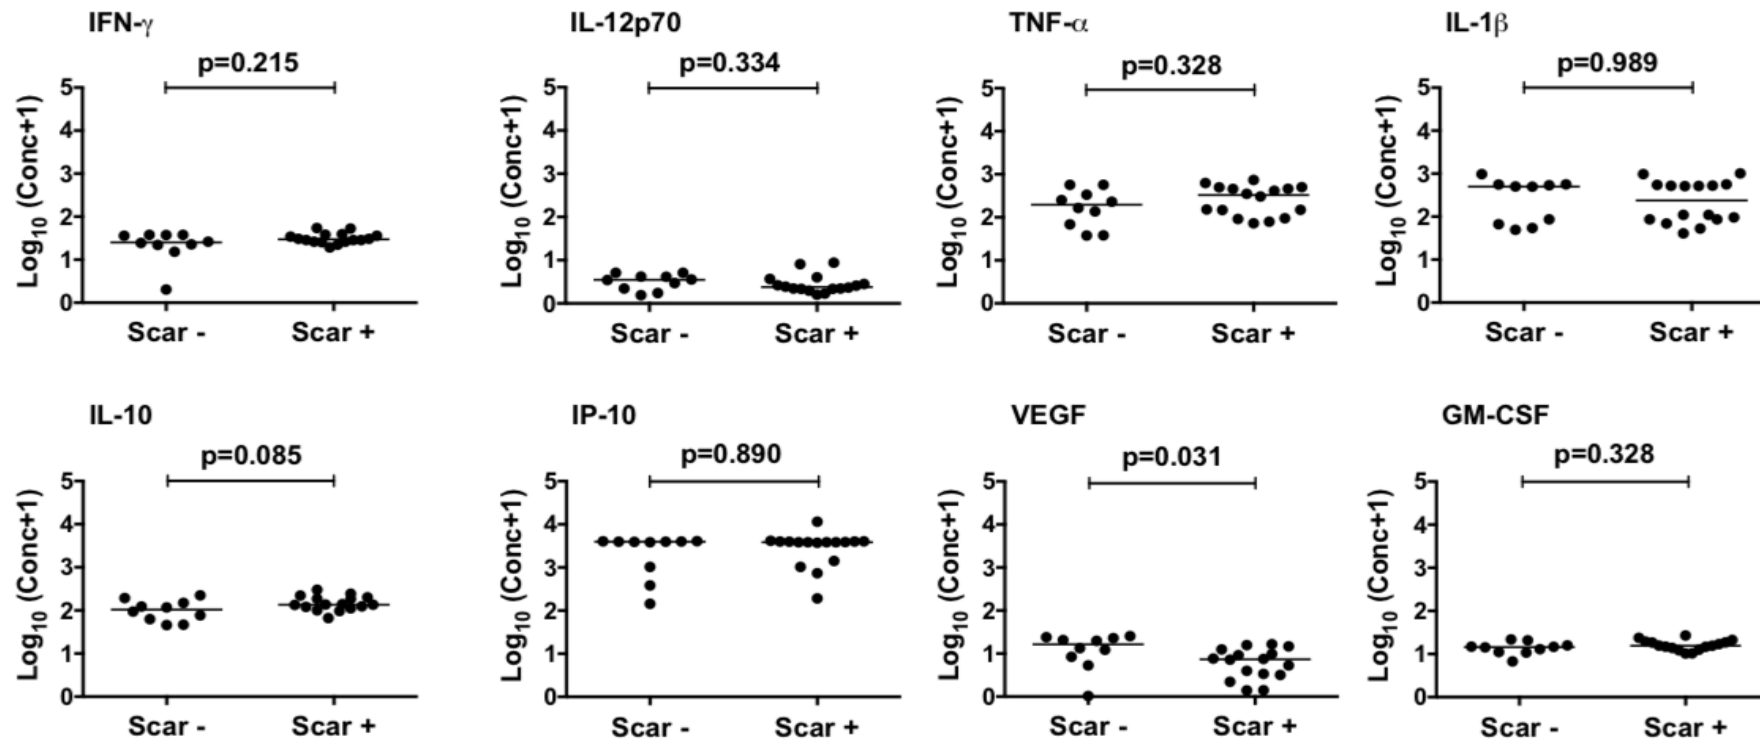 IFN-γ
p=0.215
Log10 (Conc+1)
5
4
3
2
1
0
Scar -
Scar +
IL-12p70
p=0.334
Log10 (Conc+1)
5
4
3
2
1
0
Scar -
Scar +
TNF-α
p=0.328
Log10 (Conc+1)
5
4
3
2
1
0
Scar -
Scar +
IL-1β
p=0.989
Log10 (Conc+1)
5
4
3
2
1
0
Scar -
Scar +
IL-10
p=0.085
Log10 (Conc+1)
5
4
3
2
1
0
Scar -
Scar +
IP-10
p=0.890
Log10 (Conc+1)
5
4
3
2
1
0
Scar -
Scar +
VEGF
p=0.031
Log10 (Conc+1)
5
4
3
2
1
0
Scar -
Scar +
GM-CSF
p=0.328
Log10 (Conc+1)
5
4
3
2
1
0
Scar -
Scar +